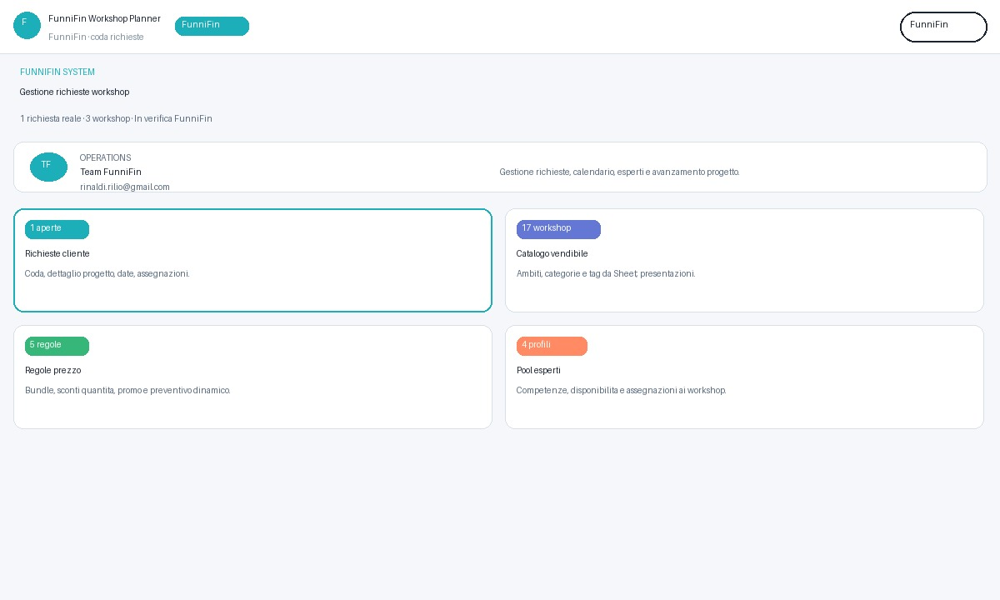 F
FunniFin Workshop Planner
FunniFin · coda richieste
FunniFin
FunniFin
FUNNIFIN SYSTEM
Gestione richieste workshop
1 richiesta reale · 3 workshop · In verifica FunniFin
TF
OPERATIONS
Team FunniFin
rinaldi.rilio@gmail.com
Gestione richieste, calendario, esperti e avanzamento progetto.
1 aperte
Richieste cliente
Coda, dettaglio progetto, date, assegnazioni.
17 workshop
Catalogo vendibile
Ambiti, categorie e tag da Sheet; presentazioni.
5 regole
Regole prezzo
Bundle, sconti quantita, promo e preventivo dinamico.
4 profili
Pool esperti
Competenze, disponibilita e assegnazioni ai workshop.